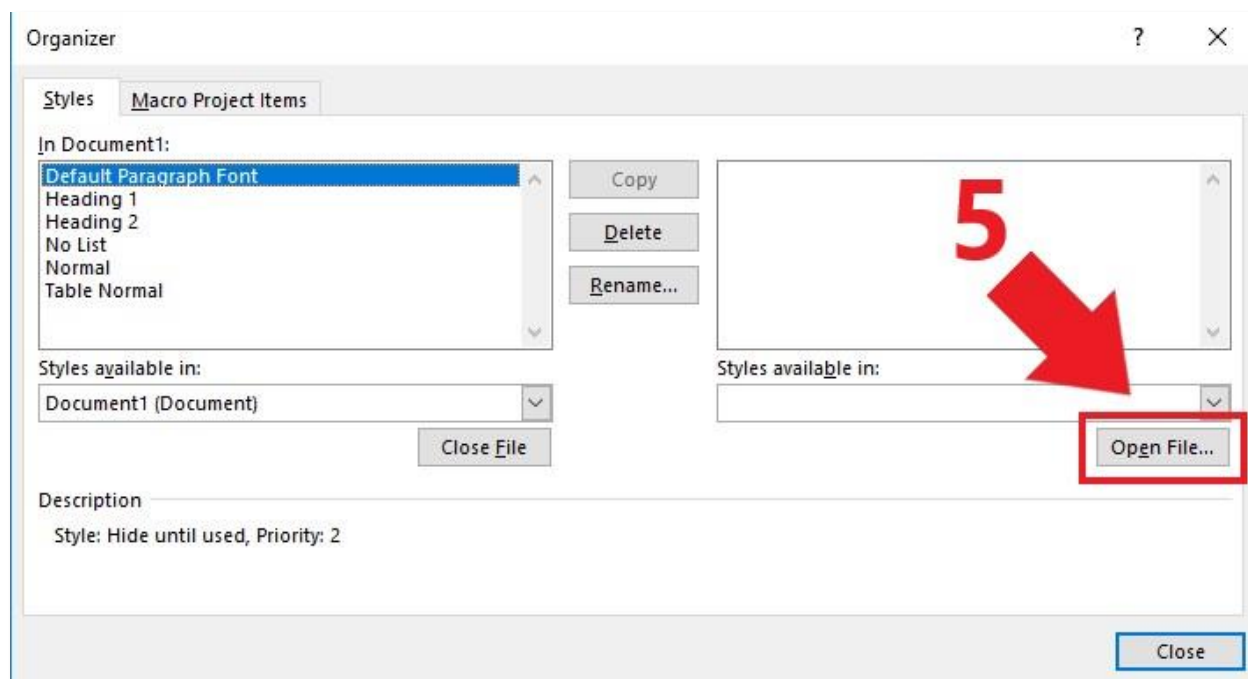 Organizer
?
Styles
Macro Project Items
In Document1:
Default Paragraph Font
Heading 1
Heading 2
No List
Normal
Table Normal
Copy
Delete
Rename...
5
Styles available in:
Document1 (Document)
Close File
Styles available in:
Open File...
Description
Style: Hide until used, Priority: 2
Close